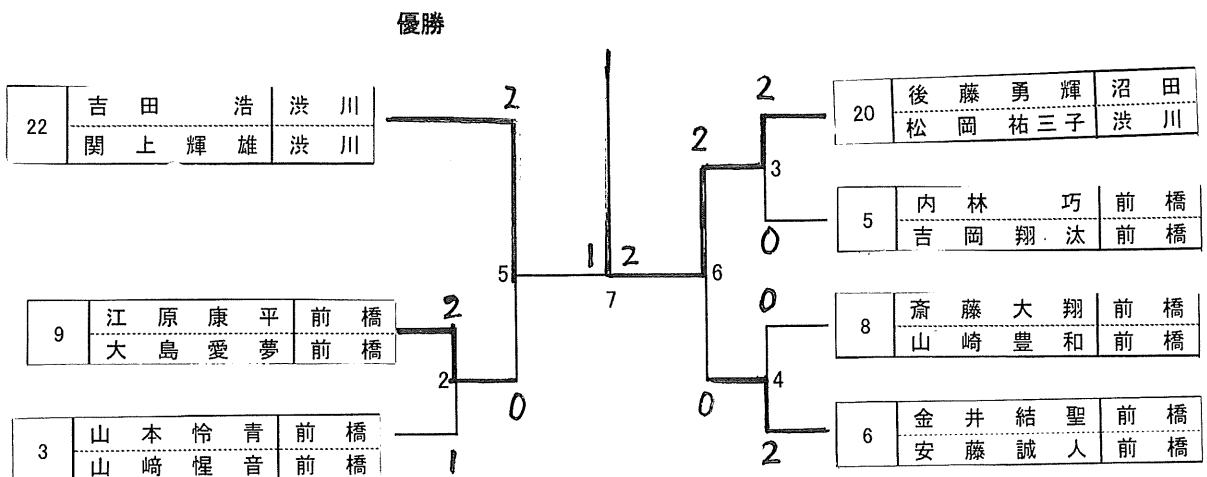 優勝
22 吉田 浩 渋川
関上輝雄 渋川
9 江原康平 前橋
大島愛夢 前橋
3 山本怜青 前橋
山﨑惺音 前橋
2
5
2
2
0
1
1 2
7
2
6
0
2
3
0
0
4
2
20 後藤勇輝 沼田
松岡祐三子 渋川
5 内林 巧 前橋
吉岡翔汰 前橋
8 斎藤大翔 前橋
山崎豊和 前橋
6 金井結聖 前橋
安藤誠人 前橋